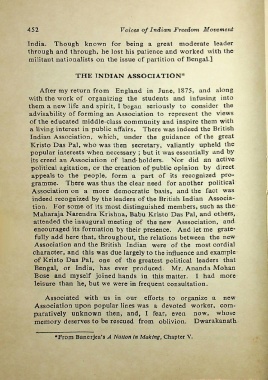 452 Voices of Indian Freedom Movement
India. Though known for being a great moderate leader
through and through, he lost his patience and worked with the
militant nationalists on the issue of partition of Bengal.]
THE INDIAN ASSOCIATION*
After my return from England in June, 1875, and along
with the work of organizing the students and infusing into
them a new life and spirit, I began seriously to consider the
advisability of forming an Association to represent the views
of the educated middle-class community and inspire them with
a living interest in public affairs. There was indeed the British
Indian Association, which, under the guidance of the great
Kristo Das Pal, who was then secretary, valiantly upheld the
popular interests when necessary; but it was essentially and by
its creed an Association of land-holders. Nor did an active
political agitation, or the creation of public opinion by direct
appeals to the people, form a part of its recognized pro-
gramme. There was thus the clear need for another political
Association on a more democratic basis, and the fact was
indeed recognized by the leaders of the British Indian Associa-
tion. For some of its most distinguished members, such as the
Maharaja Narendra Krishna, Babu Kristo Das Pal, and others,
attended the inaugural meeting of the new Association, and
encouraged its formation by their presence. And let me grate-
fully add here that, throughout, the relations between the new
Association and the British Indian were of the most cordial
character, and this was due largely to the influence and example
of Kristo Das Pal, one of the greatest political leaders that
Bengal, or India, has ever produced. Mr. Ananda Mohan
Bose and myself joined hands in the matter. I had more
leisure than he, but we were in frequent consultation.
Associated with us in our efforts to organize a new
Association upon popular lines was a devoted worker, com-
paratively unknown then, and, I fear, even now, whose
memory deserves to be rescued from oblivion. Dwarakanath
*From Banerjea's A Nation in Making, Chapter V.